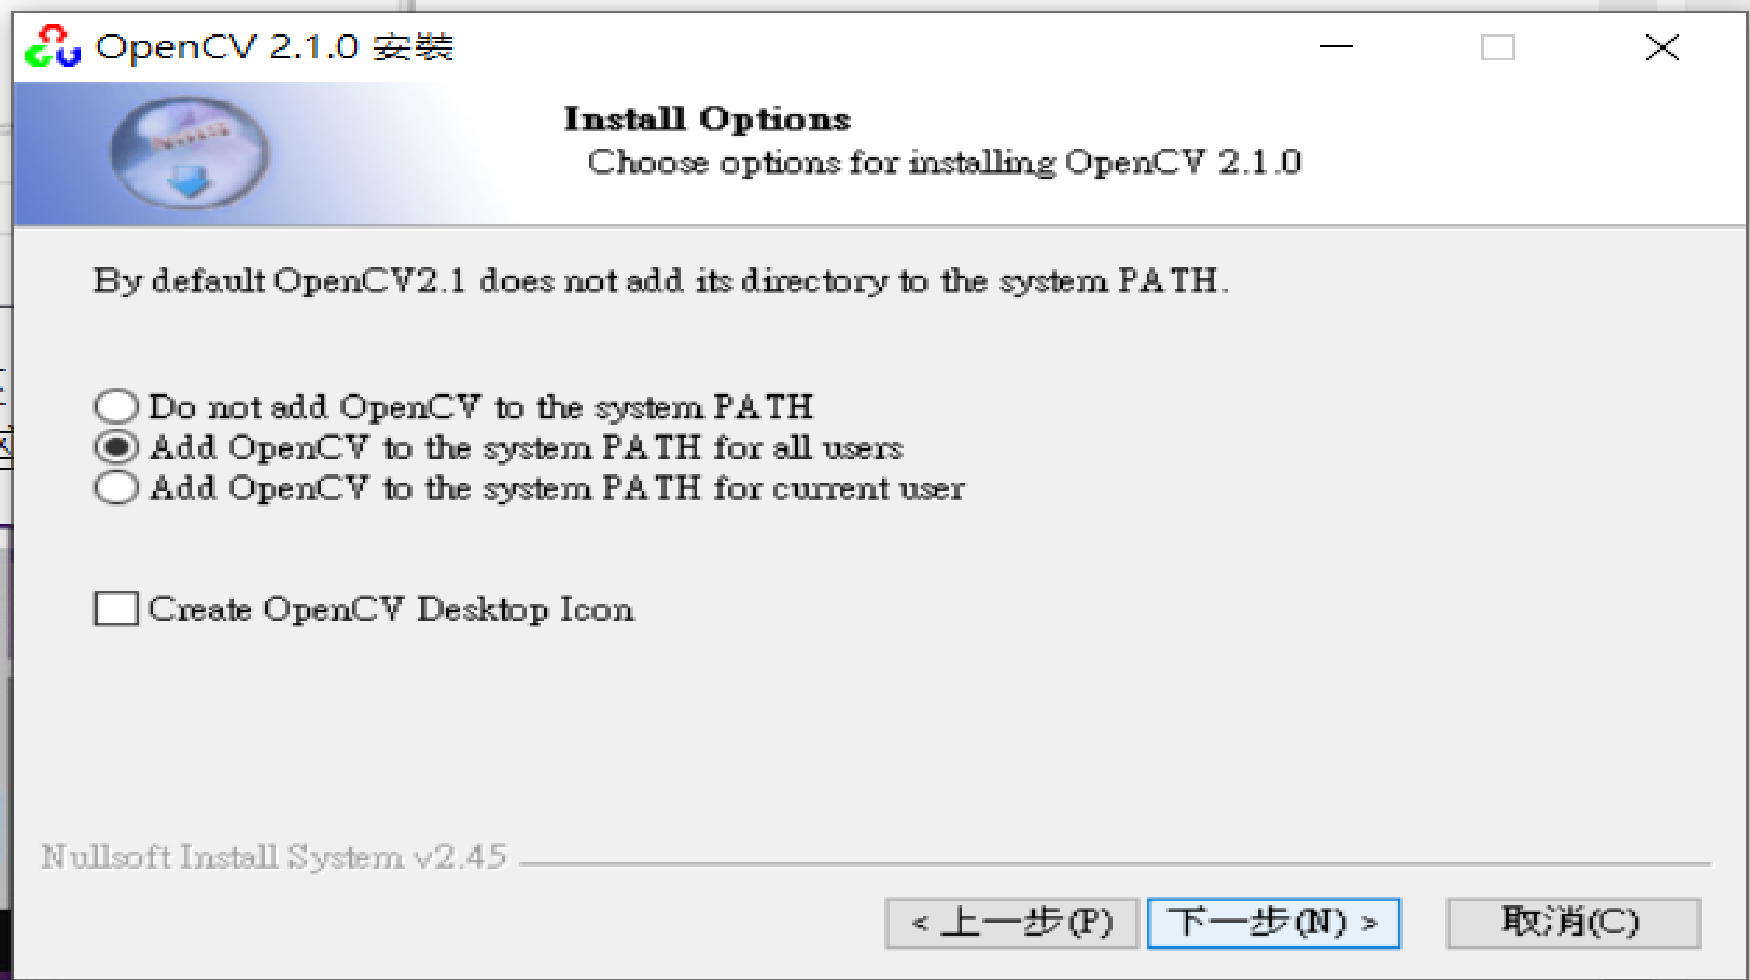 OpenCV 2.1.0 安裝
Install Options
Choose options for installing OpenCV 2.1.0
By default OpenCV2.1 does not add its directory to the system PATH.
Do not add OpenCV to the system PATH
Add OpenCV to the system PATH for all users
Add OpenCV to the system PATH for current user
Create OpenCV Desktop Icon
Nullsoft Install System v2.45
< 上一步(P) 下一步(N) > 取消(C)